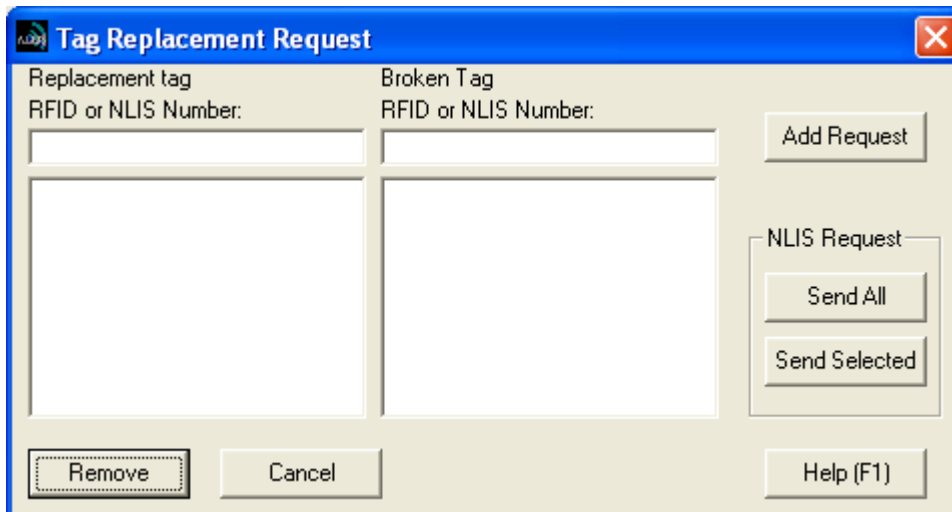 Tag Replacement Request
Replacement tag
RFID or NLIS Number:
Broken Tag
RFID or NLIS Number:
Add Request
NLIS Request
Send All
Send Selected
Remove
Cancel
Help (F1)